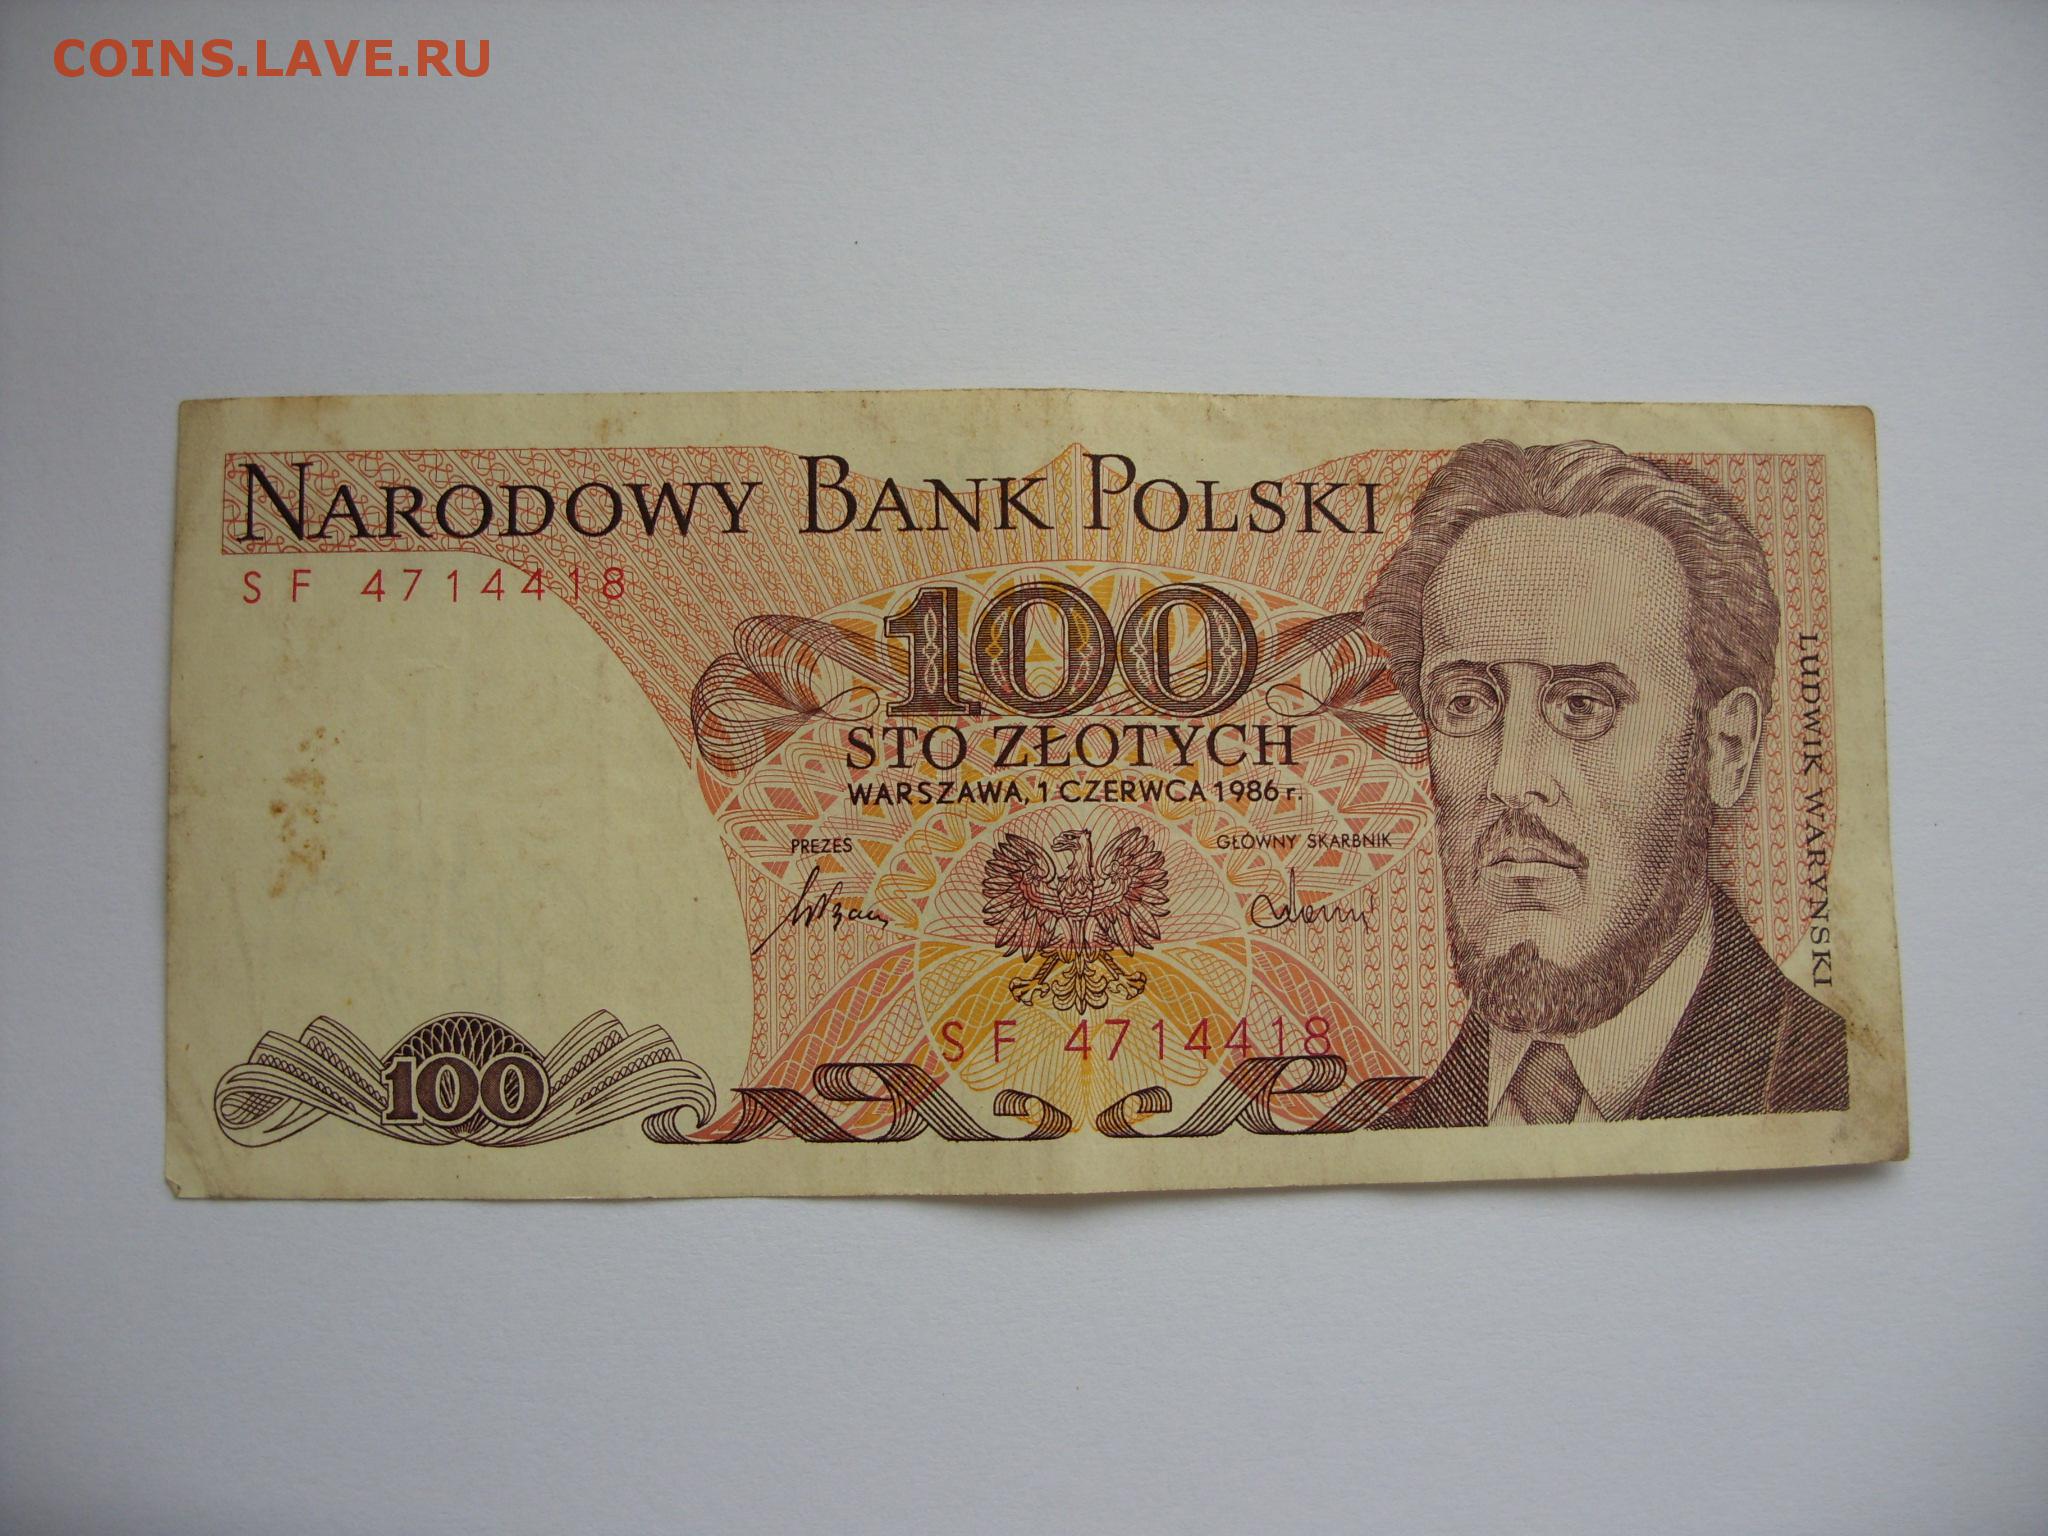 COINS.LAVE.RU
NARODOWY BANK POLSKI
SF 4714418
100
STO ZŁOTYCH
WARSZAWA, 1 CZERWCA 1986 r.
PREZES
GŁÓWNY SKARBNIK
LUDWIK WARYŃSKI
SF 4714418
100